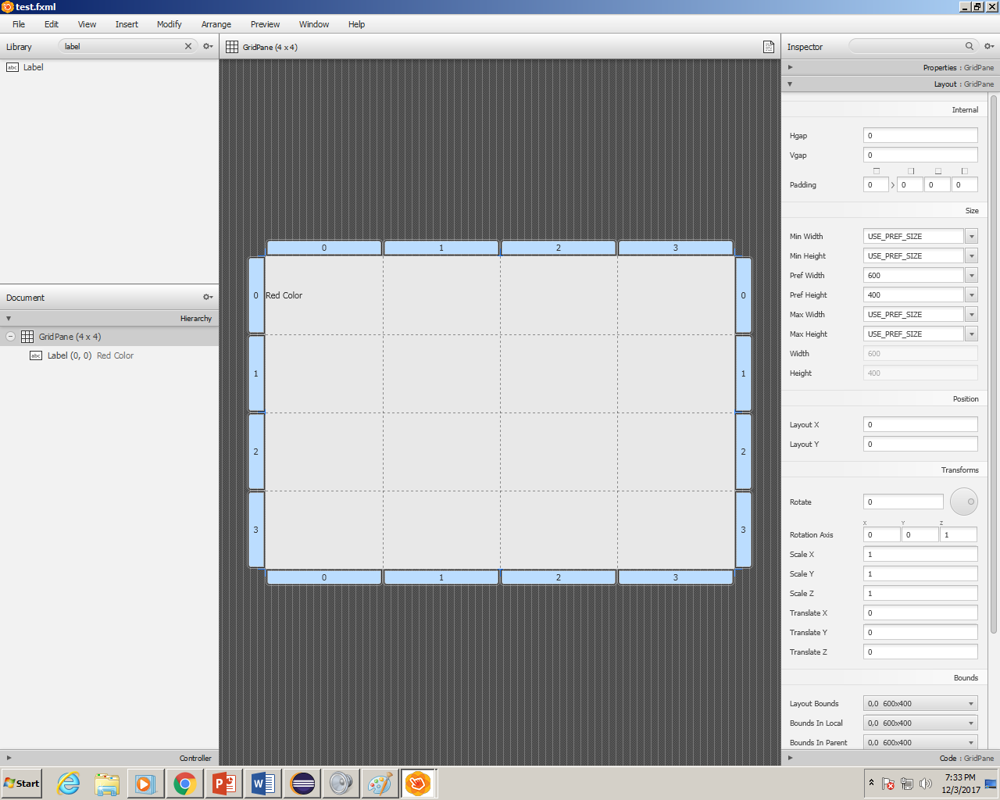 test.fxml
File Edit View Insert Modify Arrange Preview Window Help
Library label
abc Label
Document
Hierarchy
GridPane (4 x 4)
abc Label (0, 0) Red Color
Controller
GridPane (4 x 4)
0 1 2 3
0 Red Color 0
1 1
2 2
3 3
0 1 2 3
Inspector
Properties : GridPane
Layout : GridPane
Internal
Hgap 0
Vgap 0
Padding 0 0 0 0
Size
Min Width USE_PREF_SIZE
Min Height USE_PREF_SIZE
Pref Width 600
Pref Height 400
Max Width USE_PREF_SIZE
Max Height USE_PREF_SIZE
Width 600
Height 400
Position
Layout X 0
Layout Y 0
Transforms
Rotate 0
X Y Z
Rotation Axis 0 0 1
Scale X 1
Scale Y 1
Scale Z 1
Translate X 0
Translate Y 0
Translate Z 0
Bounds
Layout Bounds 0,0 600x400
Bounds In Local 0,0 600x400
Bounds In Parent 0,0 600x400
Code : GridPane
Start
7:33 PM
12/3/2017